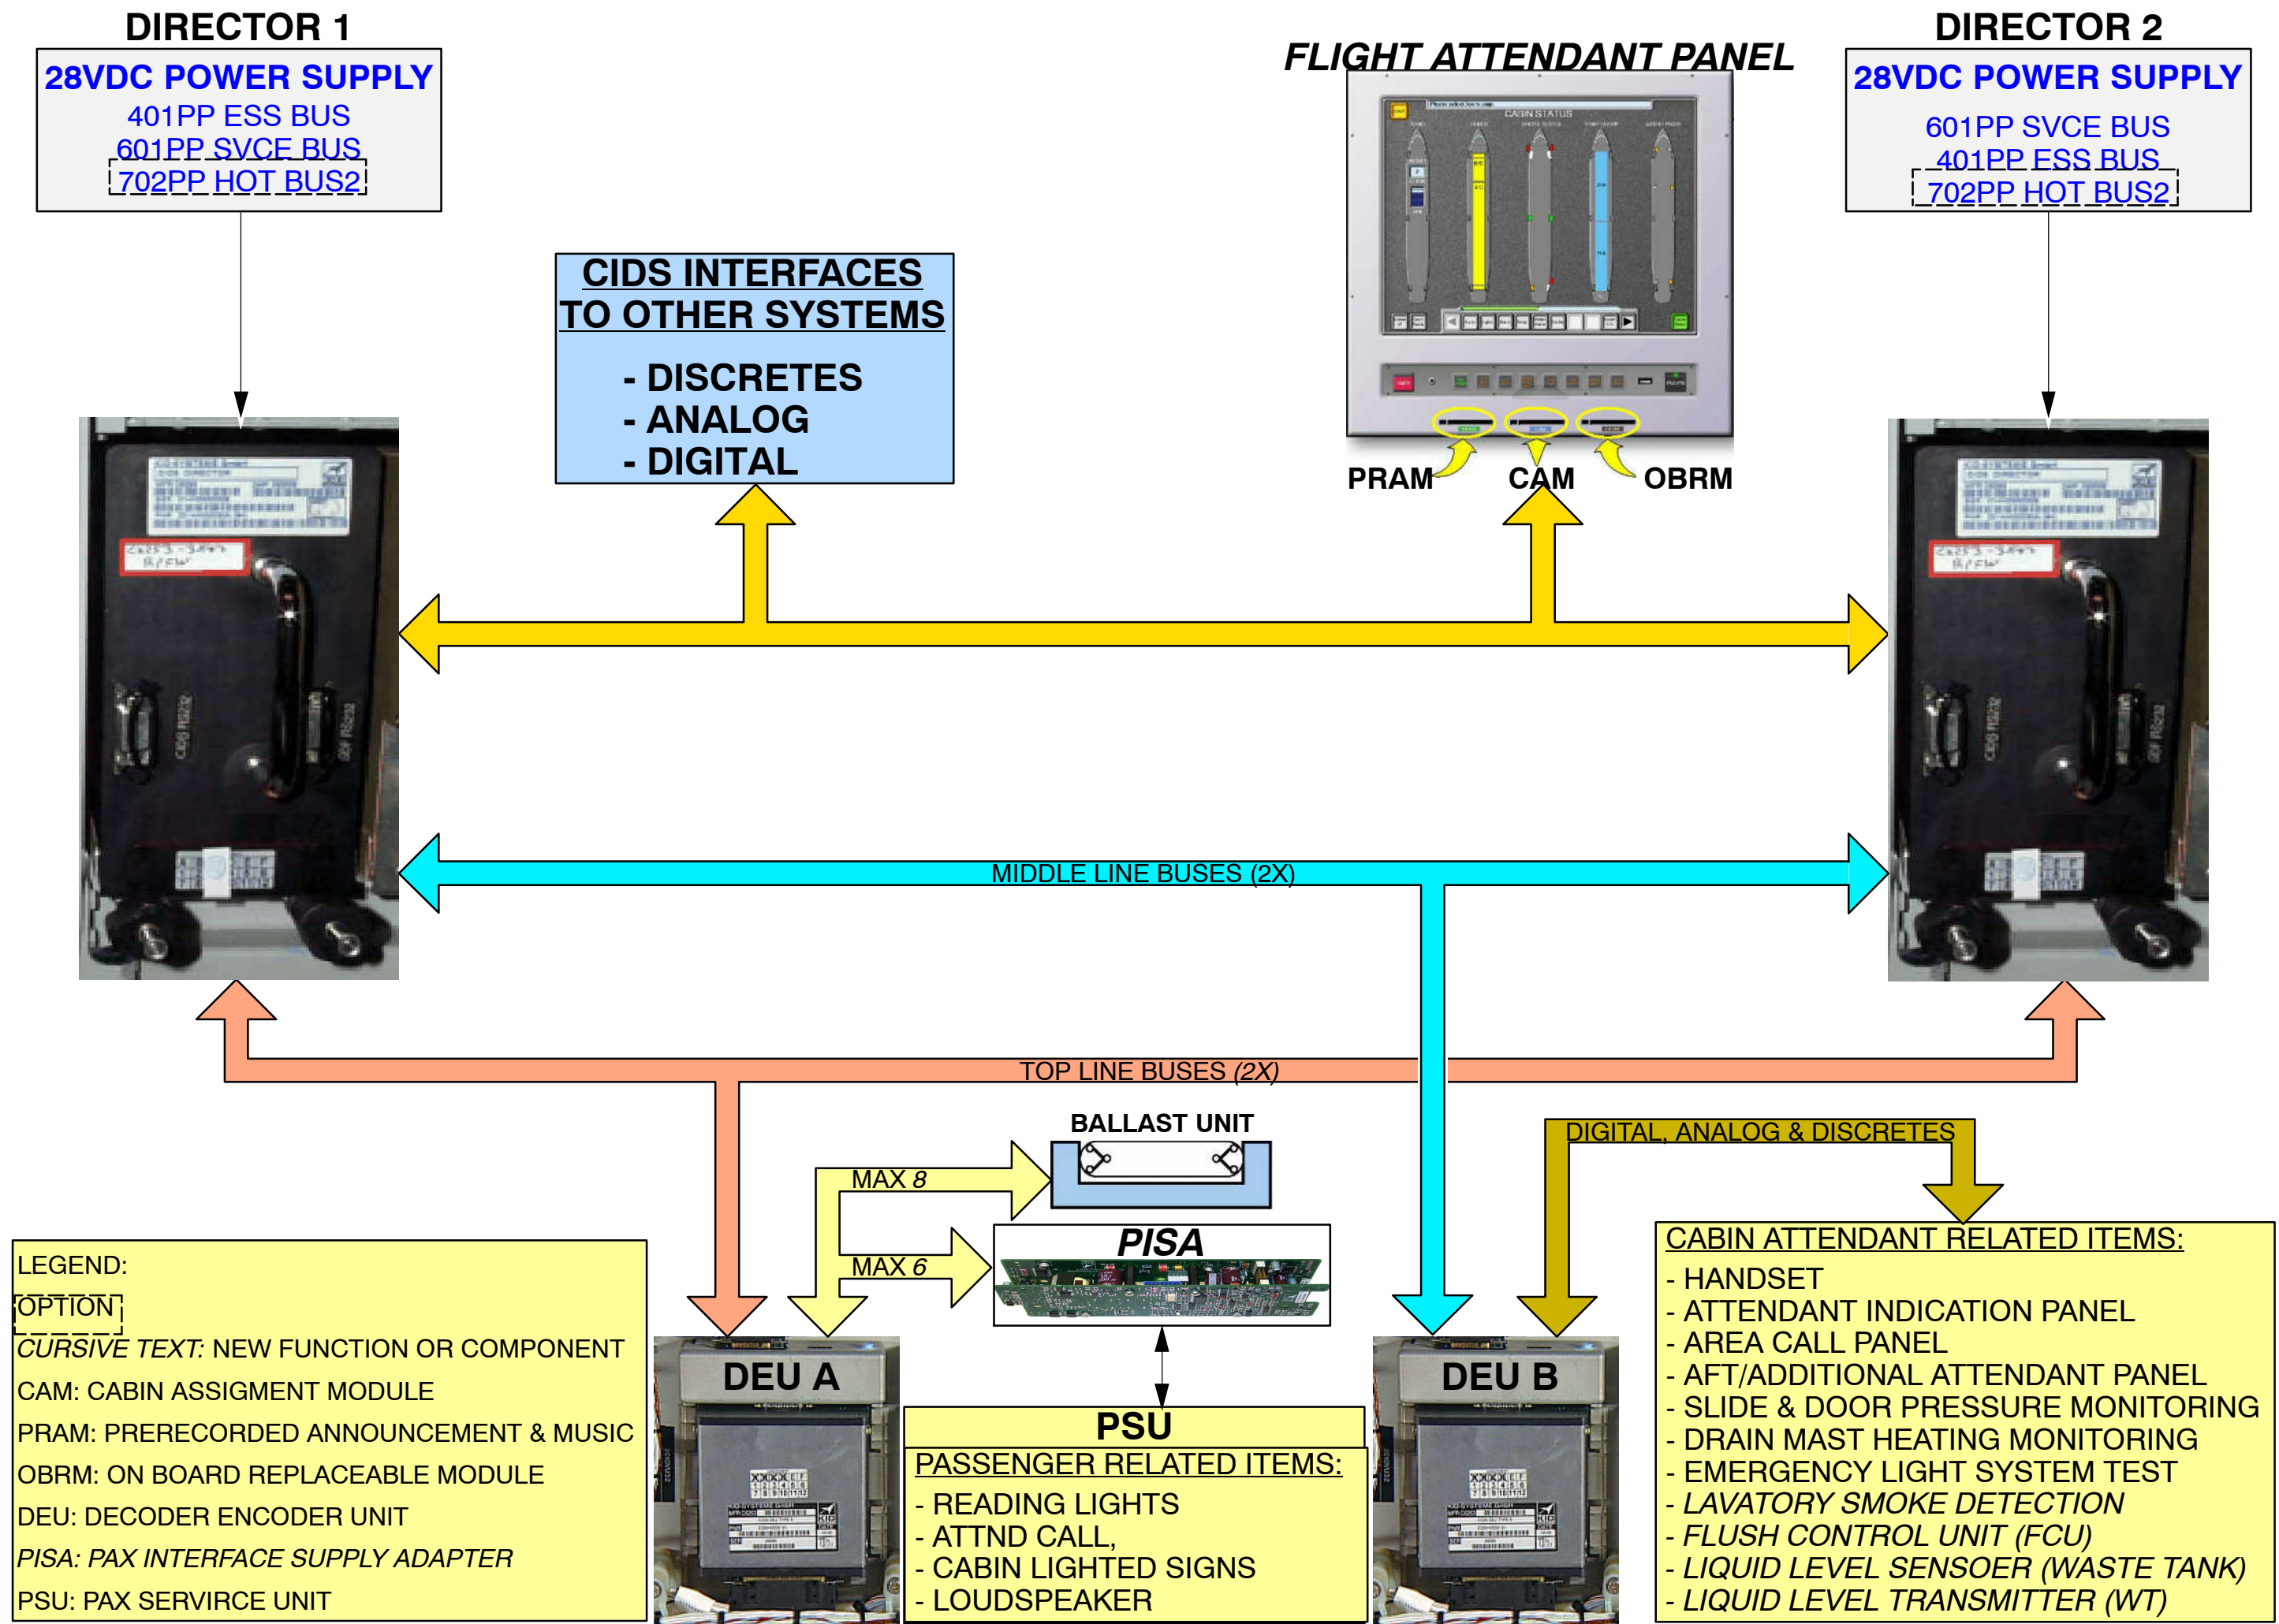 DIRECTOR 1
28VDC POWER SUPPLY
401PP ESS BUS
601PP SVCE BUS
702PP HOT BUS2
CIDS INTERFACES
TO OTHER SYSTEMS
- DISCRETES
- ANALOG
- DIGITAL
FLIGHT ATTENDANT PANEL
CABIN STATUS
PRAM
CAM
OBRM
DIRECTOR 2
28VDC POWER SUPPLY
601PP SVCE BUS
401PP ESS BUS
702PP HOT BUS2
MIDDLE LINE BUSES (2X)
TOP LINE BUSES (2X)
BALLAST UNIT
MAX 8
MAX 6
PISA
DIGITAL, ANALOG & DISCRETES
LEGEND:
OPTION
CURSIVE TEXT: NEW FUNCTION OR COMPONENT
CAM: CABIN ASSIGMENT MODULE
PRAM: PRERECORDED ANNOUNCEMENT & MUSIC
OBRM: ON BOARD REPLACEABLE MODULE
DEU: DECODER ENCODER UNIT
PISA: PAX INTERFACE SUPPLY ADAPTER
PSU: PAX SERVIRCE UNIT
DEU A
PSU
PASSENGER RELATED ITEMS:
- READING LIGHTS
- ATTND CALL,
- CABIN LIGHTED SIGNS
- LOUDSPEAKER
DEU B
CABIN ATTENDANT RELATED ITEMS:
- HANDSET
- ATTENDANT INDICATION PANEL
- AREA CALL PANEL
- AFT/ADDITIONAL ATTENDANT PANEL
- SLIDE & DOOR PRESSURE MONITORING
- DRAIN MAST HEATING MONITORING
- EMERGENCY LIGHT SYSTEM TEST
- LAVATORY SMOKE DETECTION
- FLUSH CONTROL UNIT (FCU)
- LIQUID LEVEL SENSOER (WASTE TANK)
- LIQUID LEVEL TRANSMITTER (WT)